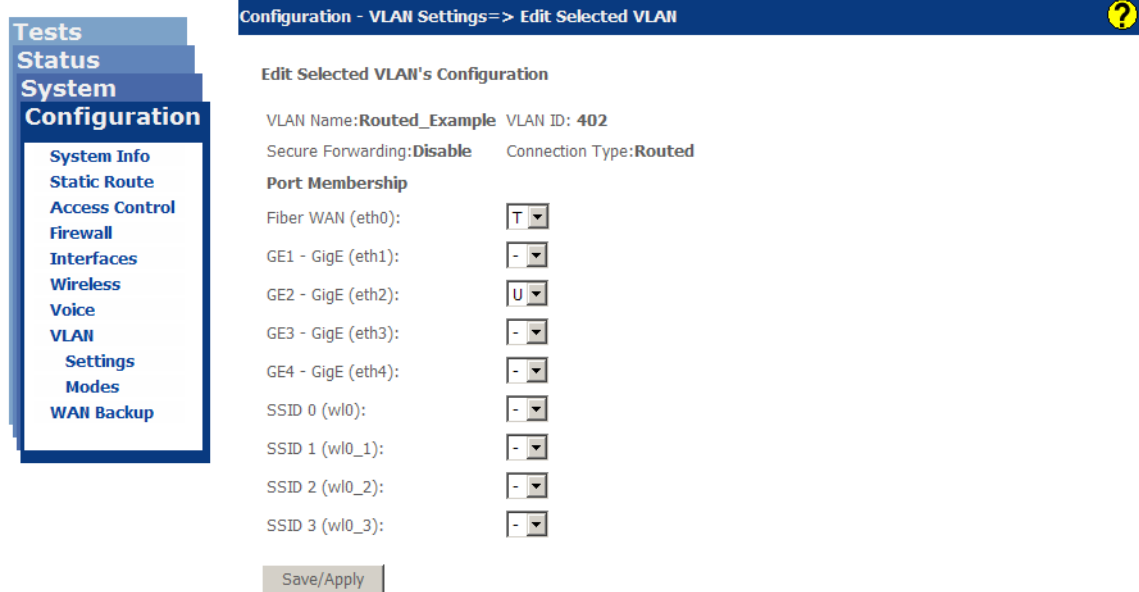 Configuration - VLAN Settings=> Edit Selected VLAN
?
Tests
Status
System
Configuration
System Info
Static Route
Access Control
Firewall
Interfaces
Wireless
Voice
VLAN
Settings
Modes
WAN Backup
Edit Selected VLAN's Configuration
VLAN Name:Routed_Example VLAN ID: 402
Secure Forwarding:Disable Connection Type:Routed
Port Membership
Fiber WAN (eth0): T
GE1 - GigE (eth1): -
GE2 - GigE (eth2): U
GE3 - GigE (eth3): -
GE4 - GigE (eth4): -
SSID 0 (wl0): -
SSID 1 (wl0_1): -
SSID 2 (wl0_2): -
SSID 3 (wl0_3): -
Save/Apply